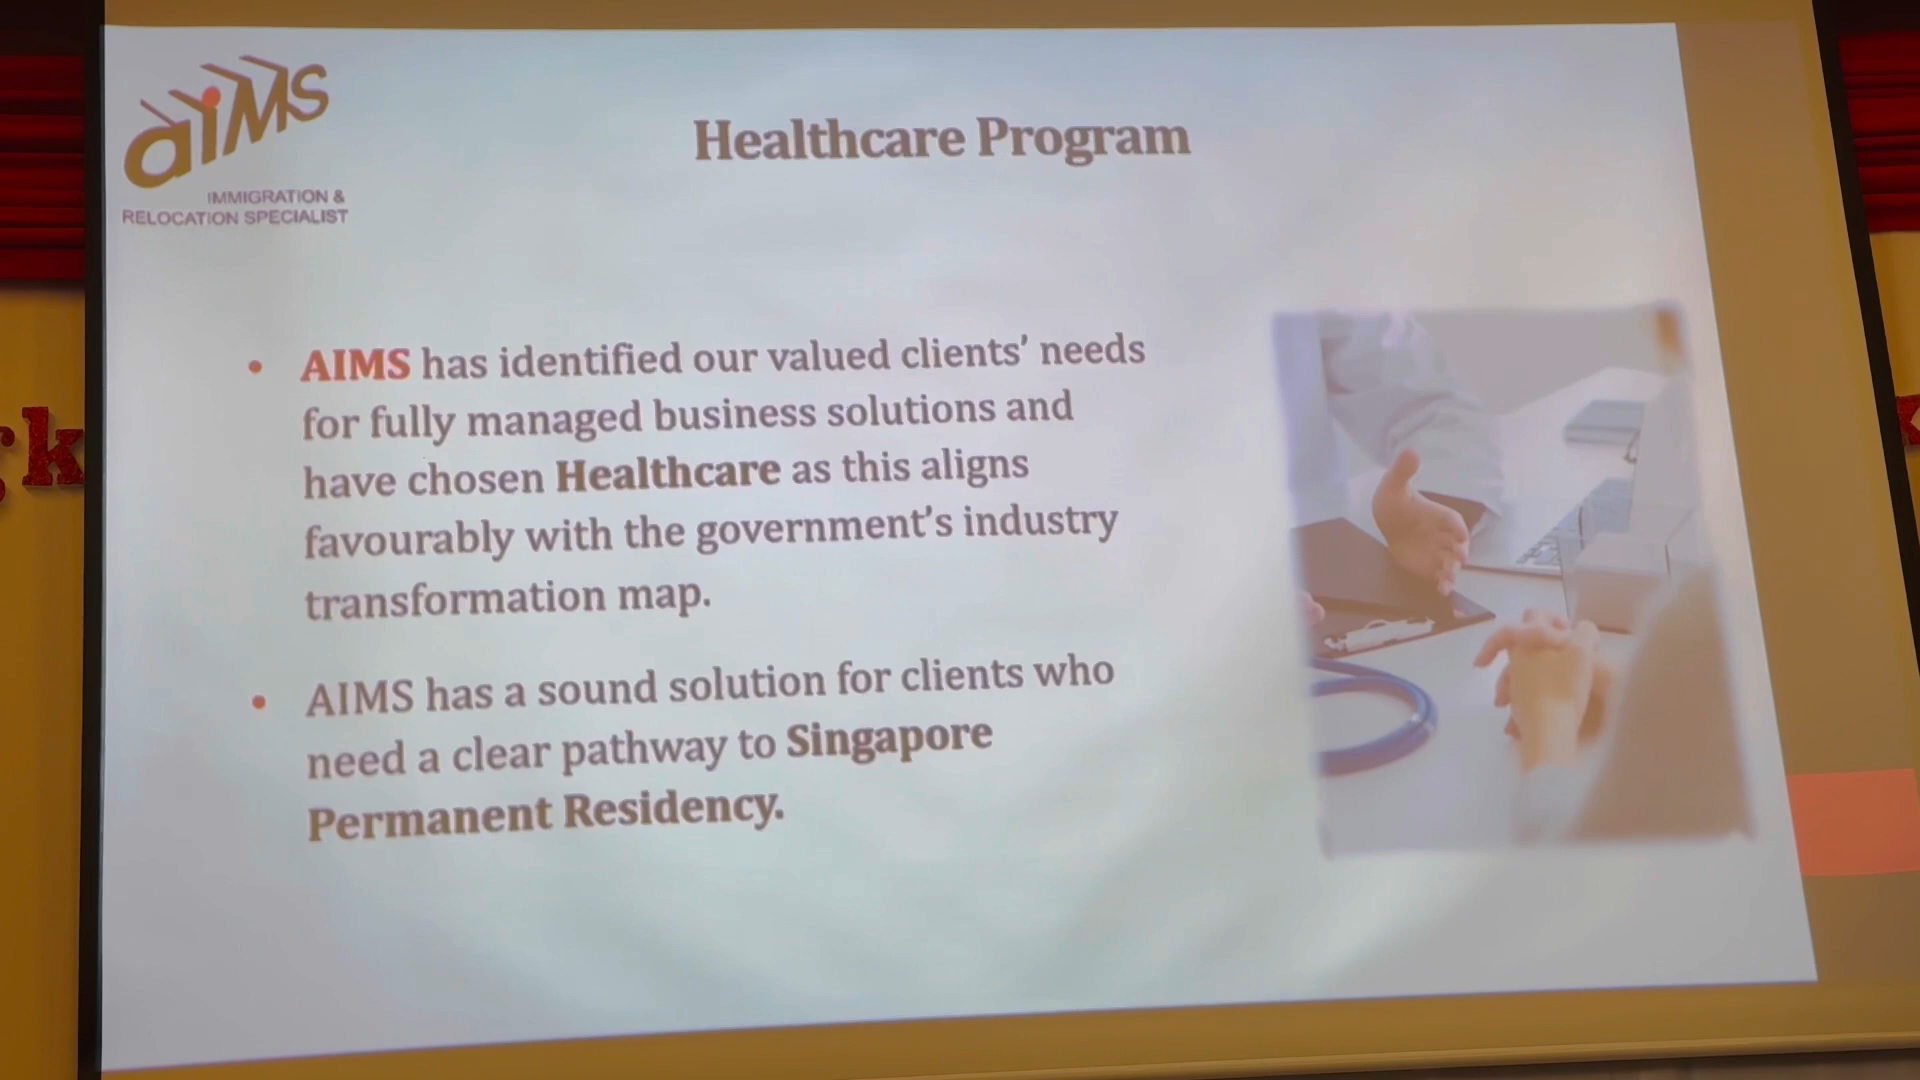 aiMS
IMMIGRATION &
RELOCATION SPECIALIST
Healthcare Program
• AIMS has identified our valued clients’ needs
for fully managed business solutions and
have chosen Healthcare as this aligns
favourably with the government’s industry
transformation map.
• AIMS has a sound solution for clients who
need a clear pathway to Singapore
Permanent Residency.